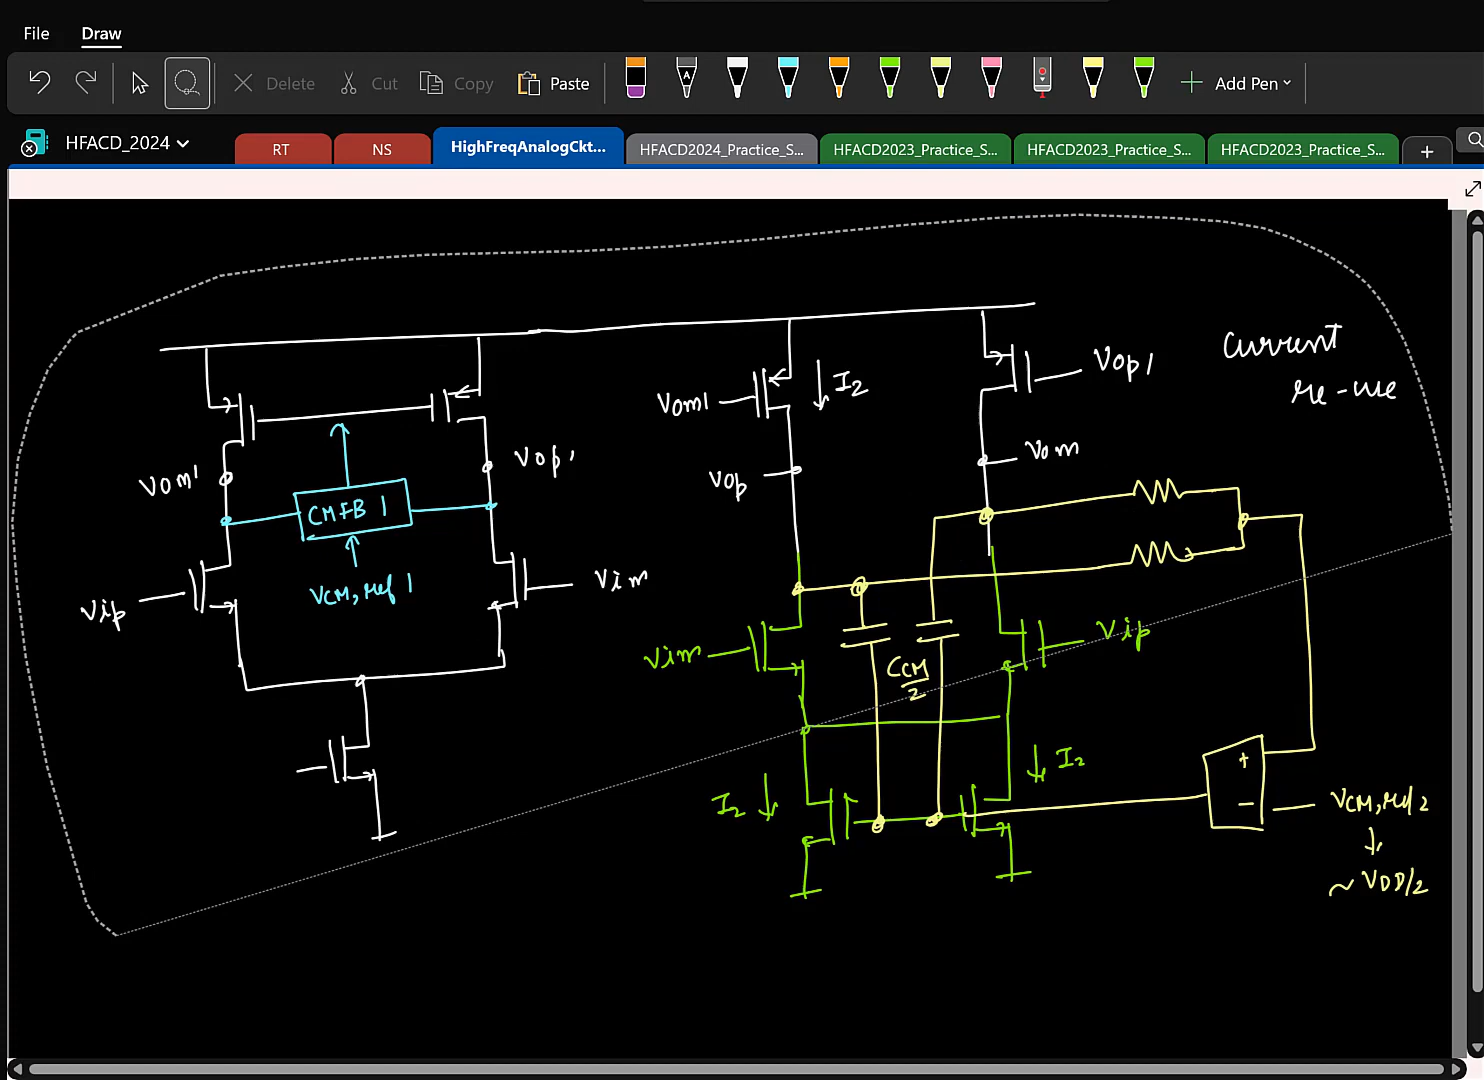 File Draw
Delete Cut Copy Paste A Add Pen
HFACD_2024 RT NS HighFreqAnalogCkt... HFACD2024_Practice_S... HFACD2023_Practice_S... HFACD2023_Practice_S... HFACD2023_Practice_S... +
Current
re-use
Vop1
Vom1
I2
Vom
Vop1
Vom1
Vop
CMFB 1
VCM, ref 1
Vim
Vip
Vip
Vim
CCM/2
I2
I2
+
−
VCM, ref 2
~ VDD/2